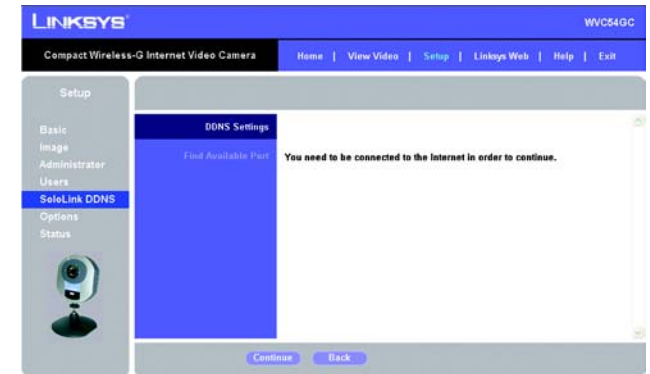 LINKSYS®
WVC54GC
Compact Wireless-G Internet Video Camera
Home | View Video | Setup | Linksys Web | Help | Exit
Setup
Basic
Image
Administrator
Users
SoloLink DDNS
Options
Status
DDNS Settings
Find Available Port
You need to be connected to the Internet in order to continue.
Continue
Back